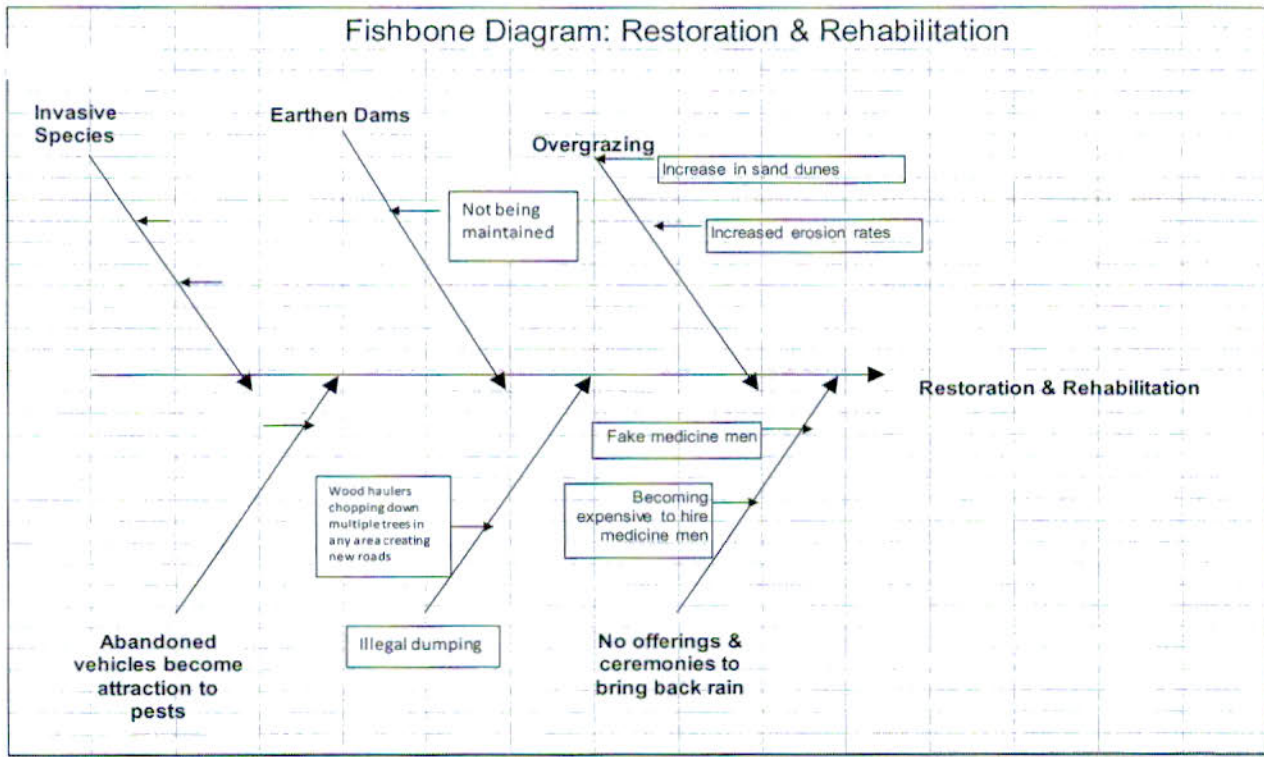 Fishbone Diagram: Restoration & Rehabilitation
Invasive
Species
Earthen Dams
Overgrazing
Increase in sand dunes
Not being
maintained
Increased erosion rates
Restoration & Rehabilitation
Fake medicine men
Wood haulers
chopping down
multiple trees in
any area creating
new roads
Becoming
expensive to hire
medicine men
Abandoned
vehicles become
attraction to
pests
Illegal dumping
No offerings &
ceremonies to
bring back rain